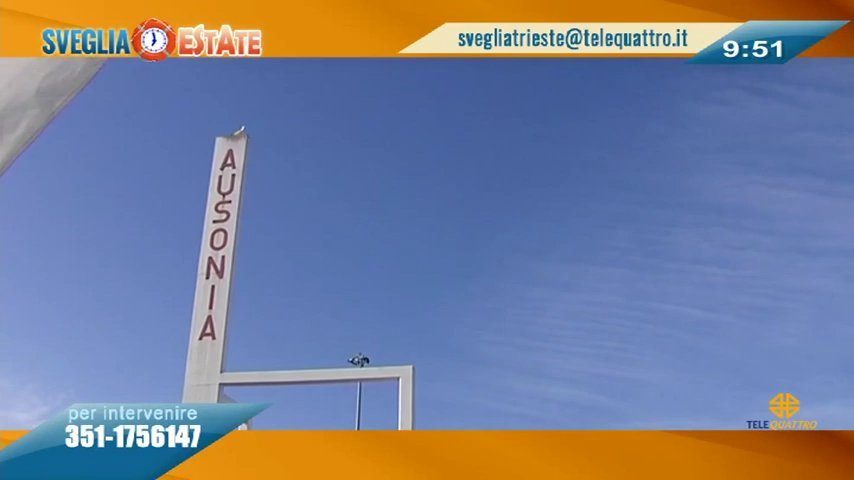 SVEGLIA ESTATE
svegliatrieste@telequattro.it
9:51
AUSONIA
per intervenire
351-1756147
TELEQUATTRO